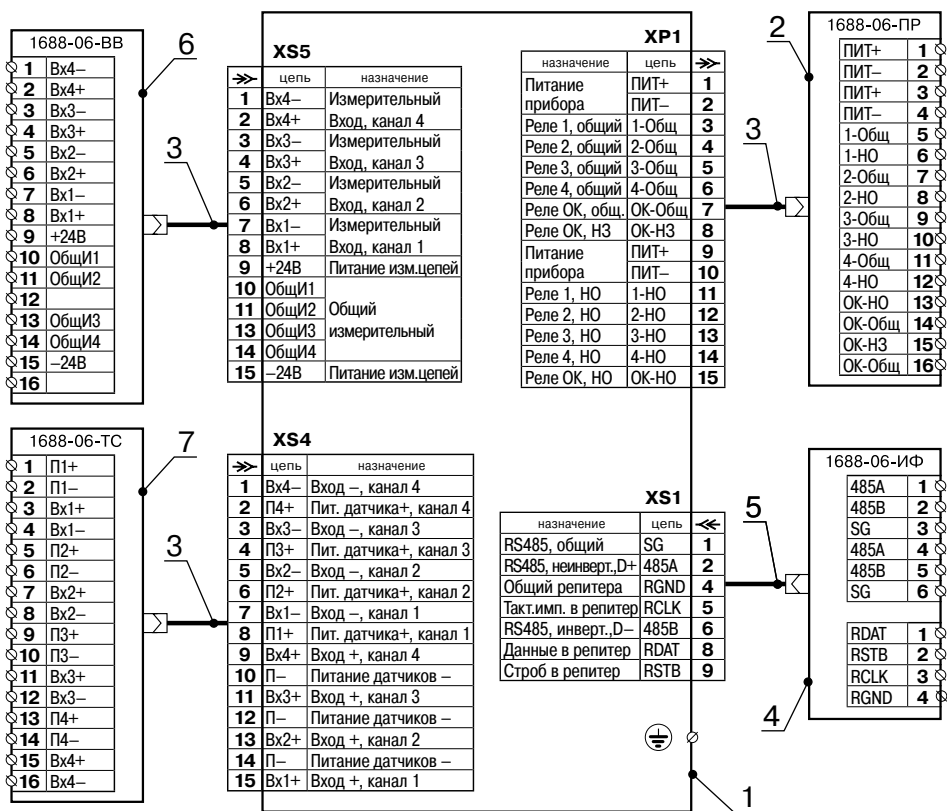 1688-06-ВВ
1 Вх4–
2 Вх4+
3 Вх3–
4 Вх3+
5 Вх2–
6 Вх2+
7 Вх1–
8 Вх1+
9 +24В
10 ОбщИ1
11 ОбщИ2
12
13 ОбщИ3
14 ОбщИ4
15 –24В
16
6
3
XS5
цепь назначение
1 Вх4– Измерительный
2 Вх4+ Вход, канал 4
3 Вх3– Измерительный
4 Вх3+ Вход, канал 3
5 Вх2– Измерительный
6 Вх2+ Вход, канал 2
7 Вх1– Измерительный
8 Вх1+ Вход, канал 1
9 +24В Питание изм.цепей
10 ОбщИ1
11 ОбщИ2 Общий
13 ОбщИ3 измерительный
14 ОбщИ4
15 –24В Питание изм.цепей
XP1
назначение цепь
Питание ПИТ+ 1
прибора ПИТ– 2
Реле 1, общий 1-Общ 3
Реле 2, общий 2-Общ 4
Реле 3, общий 3-Общ 5
Реле 4, общий 4-Общ 6
Реле ОК, общ. ОК-Общ 7
Реле ОК, НЗ ОК-НЗ 8
Питание ПИТ+ 9
прибора ПИТ– 10
Реле 1, НО 1-НО 11
Реле 2, НО 2-НО 12
Реле 3, НО 3-НО 13
Реле 4, НО 4-НО 14
Реле ОК, НО ОК-НО 15
2
3
1688-06-ПР
ПИТ+ 1
ПИТ– 2
ПИТ+ 3
ПИТ– 4
1-Общ 5
1-НО 6
2-Общ 7
2-НО 8
3-Общ 9
3-НО 10
4-Общ 11
4-НО 12
ОК-НО 13
ОК-Общ 14
ОК-НЗ 15
ОК-Общ 16
1688-06-ТС
1 П1+
2 П1–
3 Вх1+
4 Вх1–
5 П2+
6 П2–
7 Вх2+
8 Вх2–
9 П3+
10 П3–
11 Вх3+
12 Вх3–
13 П4+
14 П4–
15 Вх4+
16 Вх4–
7
3
XS4
цепь назначение
1 Вх4– Вход –, канал 4
2 П4+ Пит. датчика+, канал 4
3 Вх3– Вход –, канал 3
4 П3+ Пит. датчика+, канал 3
5 Вх2– Вход –, канал 2
6 П2+ Пит. датчика+, канал 2
7 Вх1– Вход –, канал 1
8 П1+ Пит. датчика+, канал 1
9 Вх4+ Вход +, канал 4
10 П– Питание датчиков –
11 Вх3+ Вход +, канал 3
12 П– Питание датчиков –
13 Вх2+ Вход +, канал 2
14 П– Питание датчиков –
15 Вх1+ Вход +, канал 1
XS1
назначение цепь
RS485, общий SG 1
RS485, неинверт.,D+ 485A 2
Общий репитера RGND 4
Такт.имп. в репитер RCLK 5
RS485, инверт.,D– 485B 6
Данные в репитер RDAT 8
Строб в репитер RSTB 9
5
1688-06-ИФ
485A 1
485B 2
SG 3
485A 4
485B 5
SG 6
RDAT 1
RSTB 2
RCLK 3
RGND 4
4
1